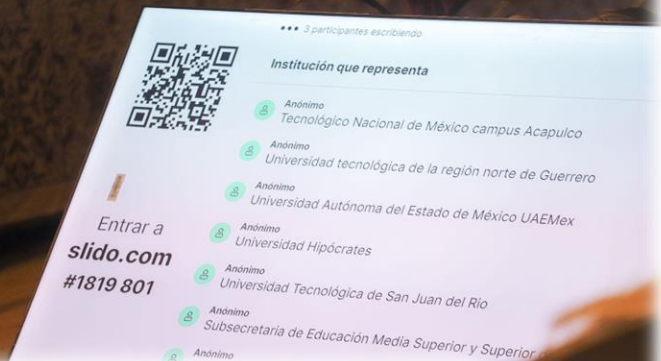 3 participantes escribiendo
Institución que representa
Anónimo
Tecnológico Nacional de México campus Acapulco
Anónimo
Universidad tecnológica de la región norte de Guerrero
Anónimo
Universidad Autónoma del Estado de México UAEMex
Anónimo
Universidad Hipócrates
Anónimo
Universidad Tecnológica de San Juan del Río
Anónimo
Subsecretaria de Educación Media Superior y Superior
Anónimo
Entrar a
slido.com
#1819 801